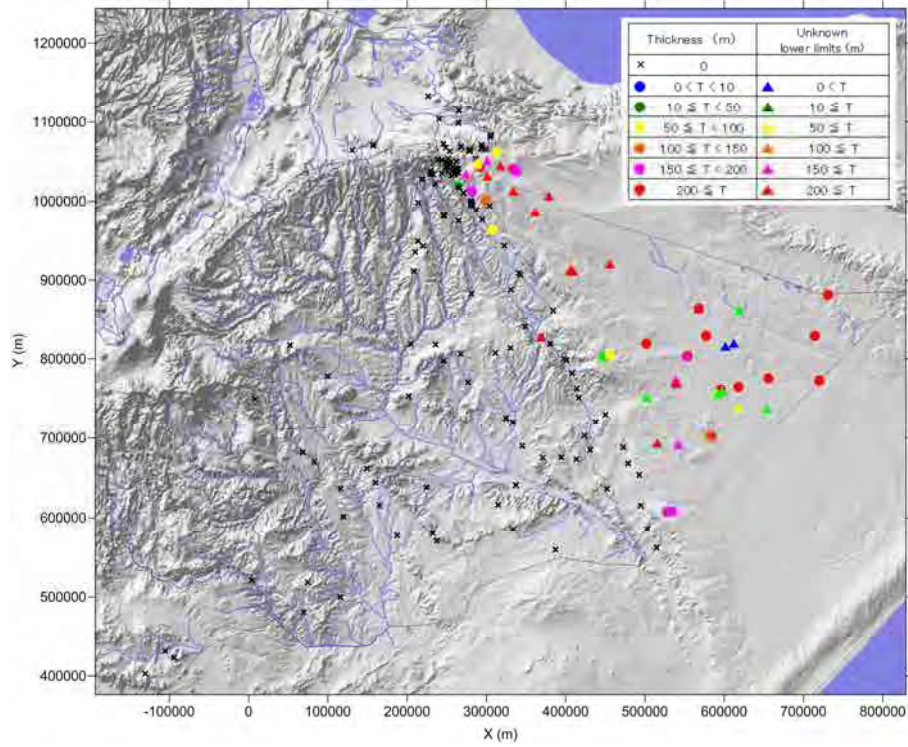 Thickness (m) Unknown lower limits (m)
× 0
0 < T < 10 0 < T
10 ≦ T < 50 10 ≦ T
50 ≦ T < 100 50 ≦ T
100 ≦ T < 150 100 ≦ T
150 ≦ T < 200 150 ≦ T
200 ≦ T 200 ≦ T
1200000
1100000
1000000
900000
800000
700000
600000
500000
400000
Y (m)
-100000 0 100000 200000 300000 400000 500000 600000 700000 800000
X (m)